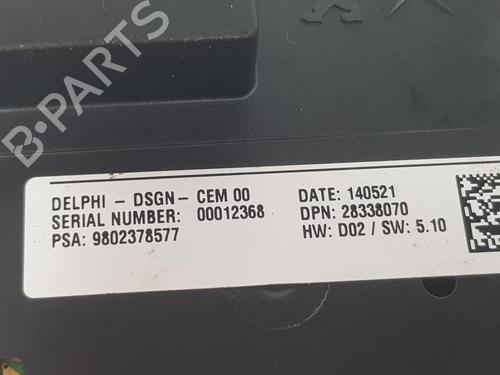 B-PARTS
DELPHI - DSGN - CEM 00
SERIAL NUMBER: 00012368
PSA: 9802378577
DATE: 140521
DPN: 28338070
HW: D02 / SW: 5.10